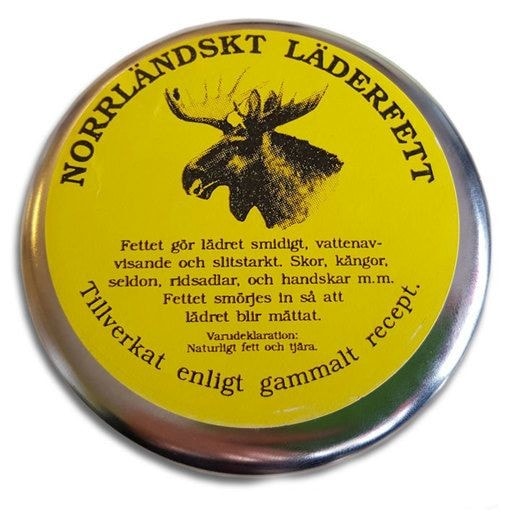 NORRLÄNDSKT LÄDERFETT
Fettet gör lädret smidigt, vattenav-
visande och slitstarkt. Skor, kängor,
seldon, ridsadlar, och handskar m.m.
Fettet smörjes in så att
lädret blir mättat.
Varudeklaration:
Naturligt fett och tjära.
Tillverkat enligt gammalt recept.